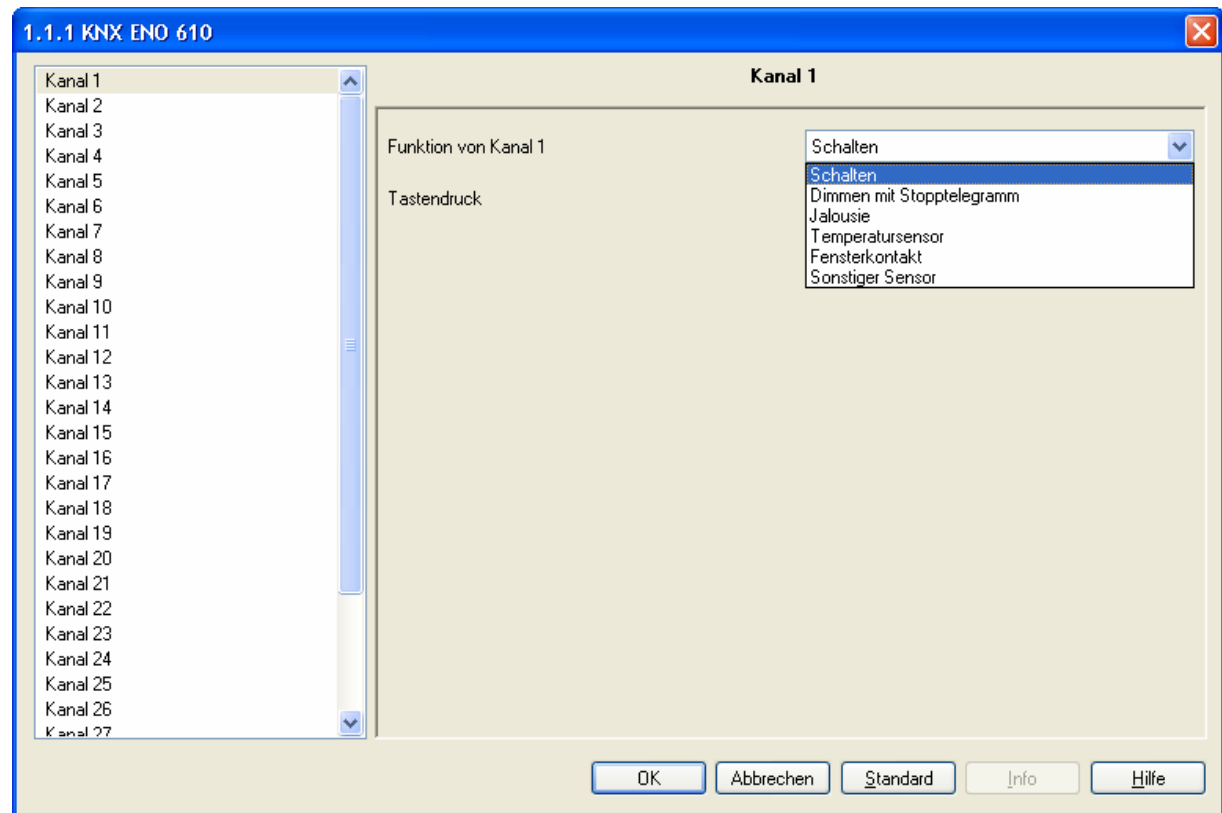 1.1.1 KNX ENO 610
Kanal 1
Kanal 2
Kanal 3
Kanal 4
Kanal 5
Kanal 6
Kanal 7
Kanal 8
Kanal 9
Kanal 10
Kanal 11
Kanal 12
Kanal 13
Kanal 14
Kanal 15
Kanal 16
Kanal 17
Kanal 18
Kanal 19
Kanal 20
Kanal 21
Kanal 22
Kanal 23
Kanal 24
Kanal 25
Kanal 26
Kanal 27
Kanal 1
Funktion von Kanal 1
Schalten
Tastendruck
Schalten
Dimmen mit Stopptelegramm
Jalousie
Temperatursensor
Fensterkontakt
Sonstiger Sensor
OK
Abbrechen
Standard
Info
Hilfe